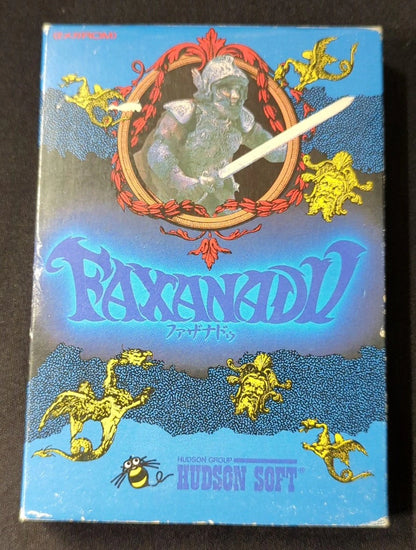 FAXANADU
ファザナドゥ
HUDSON GROUP
HUDSON SOFT®